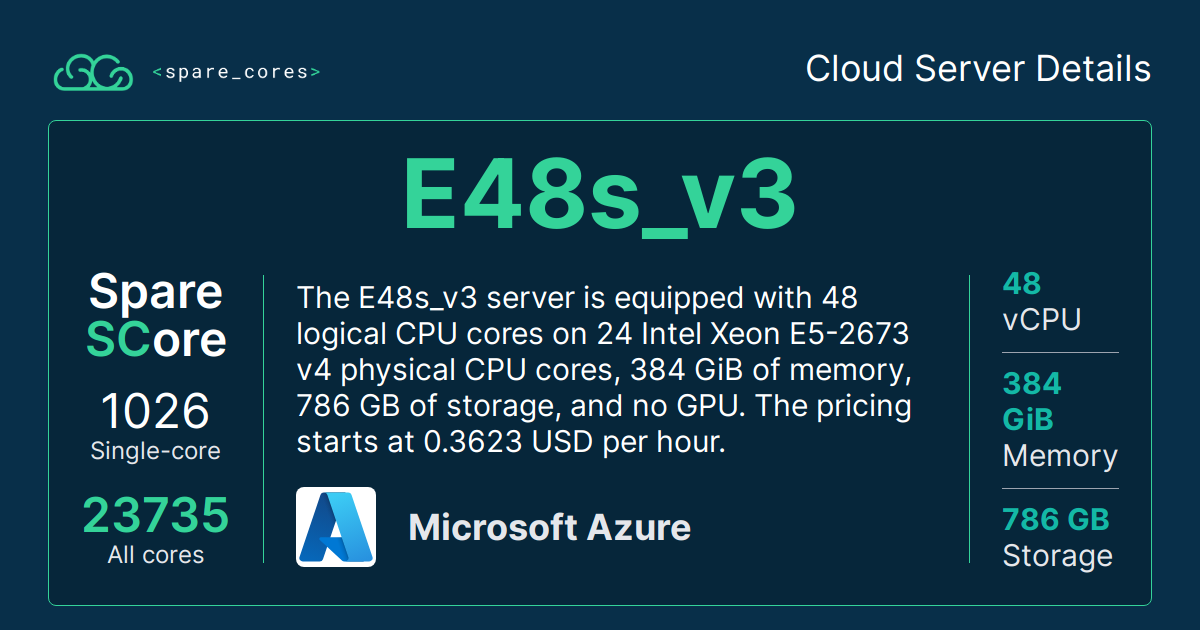 <spare_cores>
Cloud Server Details
E48s_v3
Spare
SCore
1026
Single-core
23735
All cores
The E48s_v3 server is equipped with 48
logical CPU cores on 24 Intel Xeon E5-2673
v4 physical CPU cores, 384 GiB of memory,
786 GB of storage, and no GPU. The pricing
starts at 0.3623 USD per hour.
Microsoft Azure
48
vCPU
384
GiB
Memory
786 GB
Storage